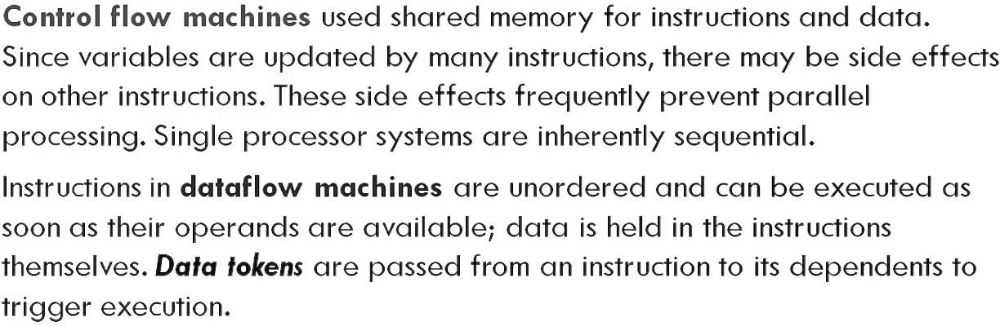 Control flow machines used shared memory for instructions and data.
Since variables are updated by many instructions, there may be side effects
on other instructions. These side effects frequently prevent parallel
processing. Single processor systems are inherently sequential.
Instructions in dataflow machines are unordered and can be executed as
soon as their operands are available; data is held in the instructions
themselves. Data tokens are passed from an instruction to its dependents to
trigger execution.